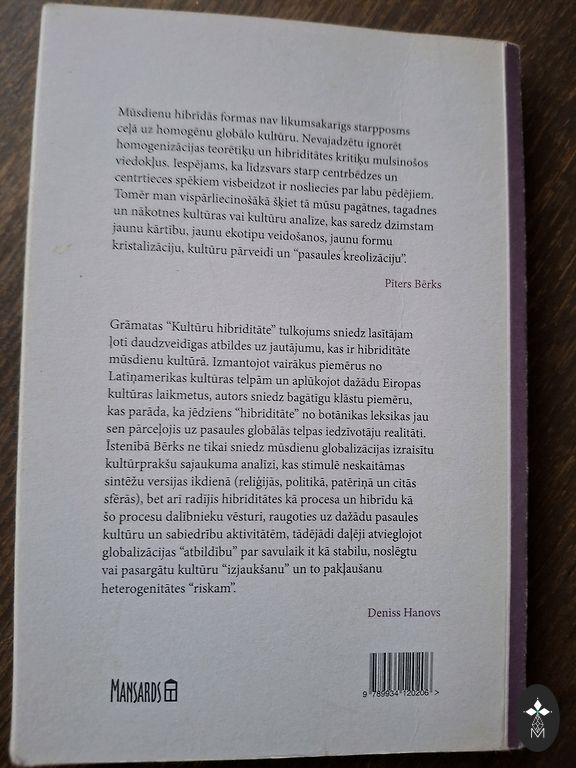 Mūsdienu hibrīdās formas nav likumsakarīgs starpposms
ceļā uz homogēnu globālo kultūru. Nevajadzētu ignorēt
homogenizācijas teorētiķu un hibriditātes kritiķu mulsinošos
viedokļus. Iespējams, ka līdzsvars starp centrbēdzes un
centrtieces spēkiem visbeidzot ir nosliecies par labu pēdējiem.
Tomēr man vispārliecinošākā šķiet tā mūsu pagātnes, tagadnes
un nākotnes kultūras vai kultūru analīze, kas saredz dzimstam
jaunu kārtību, jaunu ekotipu veidošanos, jaunu formu
kristalizāciju, kultūru pārveidi un “pasaules kreolizāciju”.
Pīters Bērks
Grāmatas “Kultūru hibriditāte” tulkojums sniedz lasītājam
ļoti daudzveidīgas atbildes uz jautājumu, kas ir hibriditāte
mūsdienu kultūrā. Izmantojot vairākus piemērus no
Latīņamerikas kultūras telpām un aplūkojot dažādu Eiropas
kultūras laikmetus, autors sniedz bagātīgu klāstu piemēru,
kas parāda, ka jēdziens “hibriditāte” no botānikas leksikas jau
sen pārceļojis uz pasaules globālās telpas iedzīvotāju realitāti.
Īstenībā Bērks ne tikai sniedz mūsdienu globalizācijas izraisītu
kultūrprakšu sajaukuma analīzi, kas stimulē neskaitāmas
sintēžu versijas ikdienā (reliģijās, politikā, patēriņa un citās
sfērās), bet arī radījis hibriditātes kā procesa un hibrīdu kā
šo procesu dalībnieku vēsturi, raugoties uz dažādu pasaules
kultūru un sabiedrību aktivitātēm, tādējādi daļēji atvieglojot
globalizācijas “atbildību” par savulaik it kā stabilu, noslēgtu
vai pasargātu kultūru “izjaukšanu” un to pakļaušanu
heterogenitātes “riskam”.
Deniss Hanovs
MANSARDS
9 789934 120206 >
M